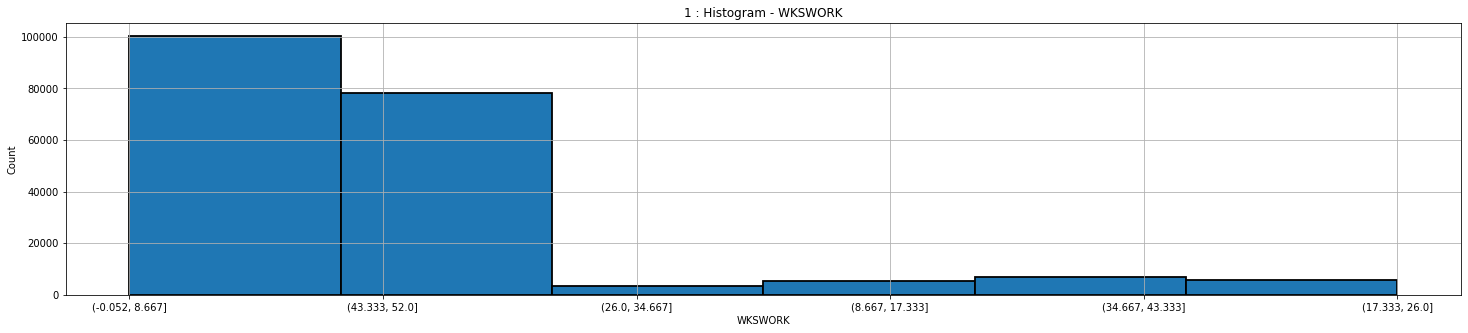 1 : Histogram - WKSWORK
100000
80000
60000
40000
20000
0
Count
(-0.052, 8.667] (43.333, 52.0] (26.0, 34.667] (8.667, 17.333] (34.667, 43.333] (17.333, 26.0]
WKSWORK